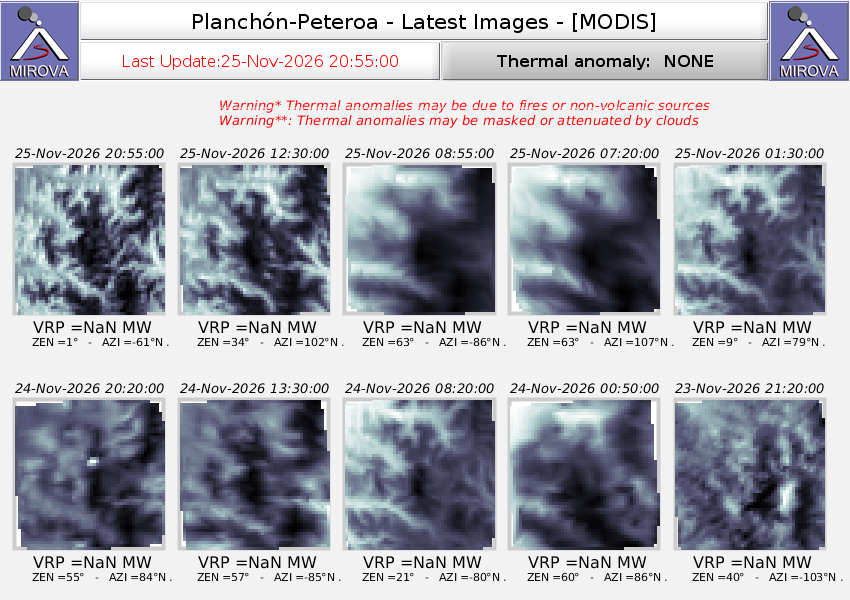 Planchón-Peteroa - Latest Images - [MODIS]
MIROVA
Last Update:25-Nov-2026 20:55:00
Thermal anomaly: NONE
MIROVA
Warning* Thermal anomalies may be due to fires or non-volcanic sources
Warning**: Thermal anomalies may be masked or attenuated by clouds
25-Nov-2026 20:55:00 25-Nov-2026 12:30:00 25-Nov-2026 08:55:00 25-Nov-2026 07:20:00 25-Nov-2026 01:30:00
VRP =NaN MW VRP =NaN MW VRP =NaN MW VRP =NaN MW VRP =NaN MW
ZEN =1° - AZI =-61°N . ZEN =34° - AZI =102°N . ZEN =63° - AZI =-86°N . ZEN =63° - AZI =107°N . ZEN =9° - AZI =79°N .
24-Nov-2026 20:20:00 24-Nov-2026 13:30:00 24-Nov-2026 08:20:00 24-Nov-2026 00:50:00 23-Nov-2026 21:20:00
VRP =NaN MW VRP =NaN MW VRP =NaN MW VRP =NaN MW VRP =NaN MW
ZEN =55° - AZI =84°N . ZEN =57° - AZI =-85°N . ZEN =21° - AZI =-80°N . ZEN =60° - AZI =86°N . ZEN =40° - AZI =-103°N .